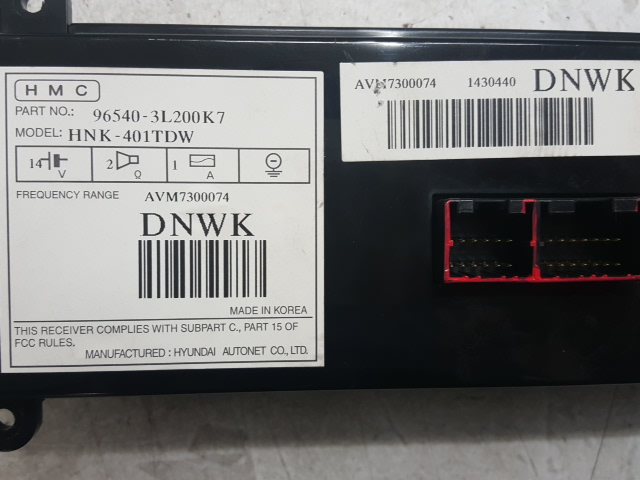 HMC
PART NO.: 96540-3L200K7
MODEL: HNK-401TDW
14 V 2 Ω 1 A
FREQUENCY RANGE AVM7300074
DNWK
MADE IN KOREA
THIS RECEIVER COMPLIES WITH SUBPART C., PART 15 OF
FCC RULES.
MANUFACTURED : HYUNDAI AUTONET CO., LTD.
AVM7300074 1430440 DNWK